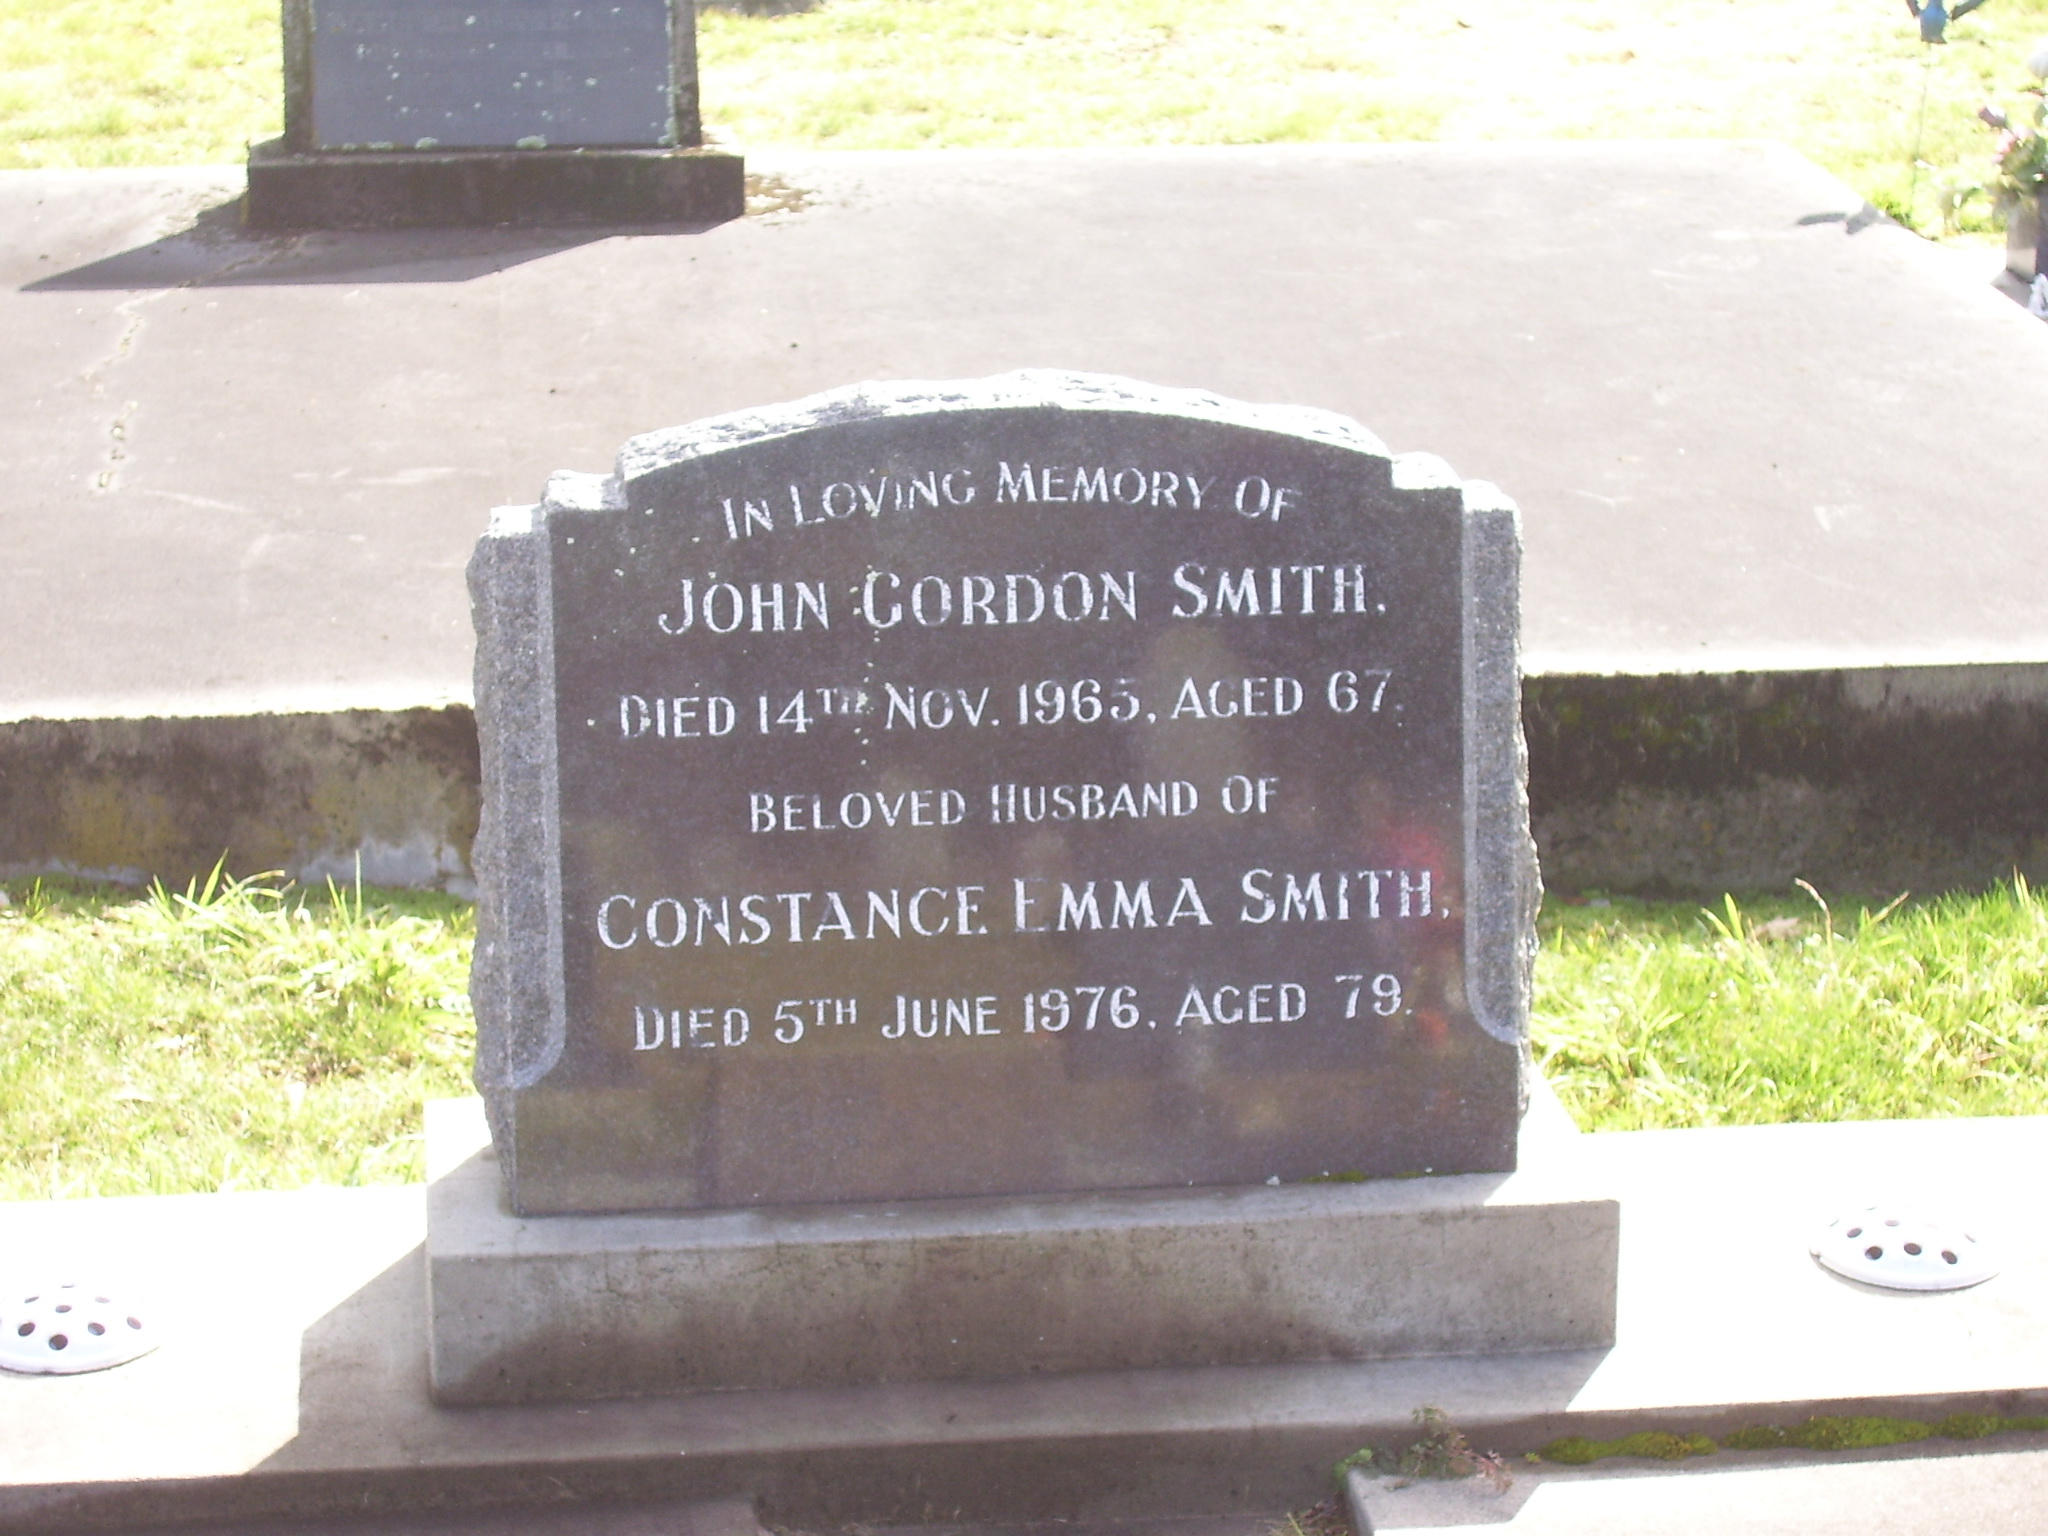 IN LOVING MEMORY OF
JOHN GORDON SMITH.
DIED 14TH NOV. 1965, AGED 67.
BELOVED HUSBAND OF
CONSTANCE EMMA SMITH.
DIED 5TH JUNE 1976. AGED 79.